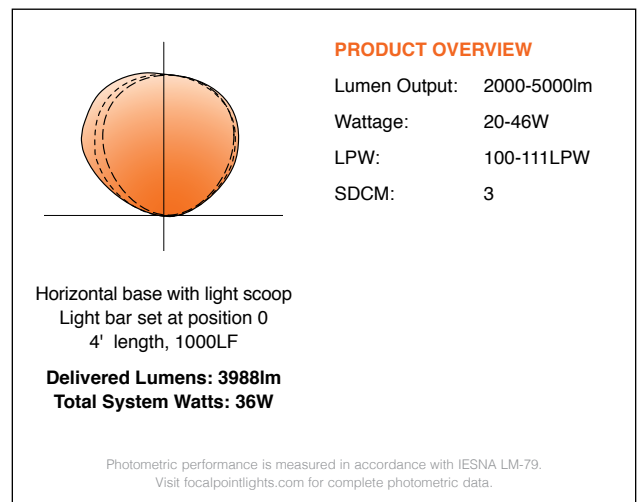 PRODUCT OVERVIEW
Lumen Output: 2000-5000lm
Wattage: 20-46W
LPW: 100-111LPW
SDCM: 3
Horizontal base with light scoop
Light bar set at position 0
4' length, 1000LF
Delivered Lumens: 3988lm
Total System Watts: 36W
Photometric performance is measured in accordance with IESNA LM-79.
Visit focalpointlights.com for complete photometric data.